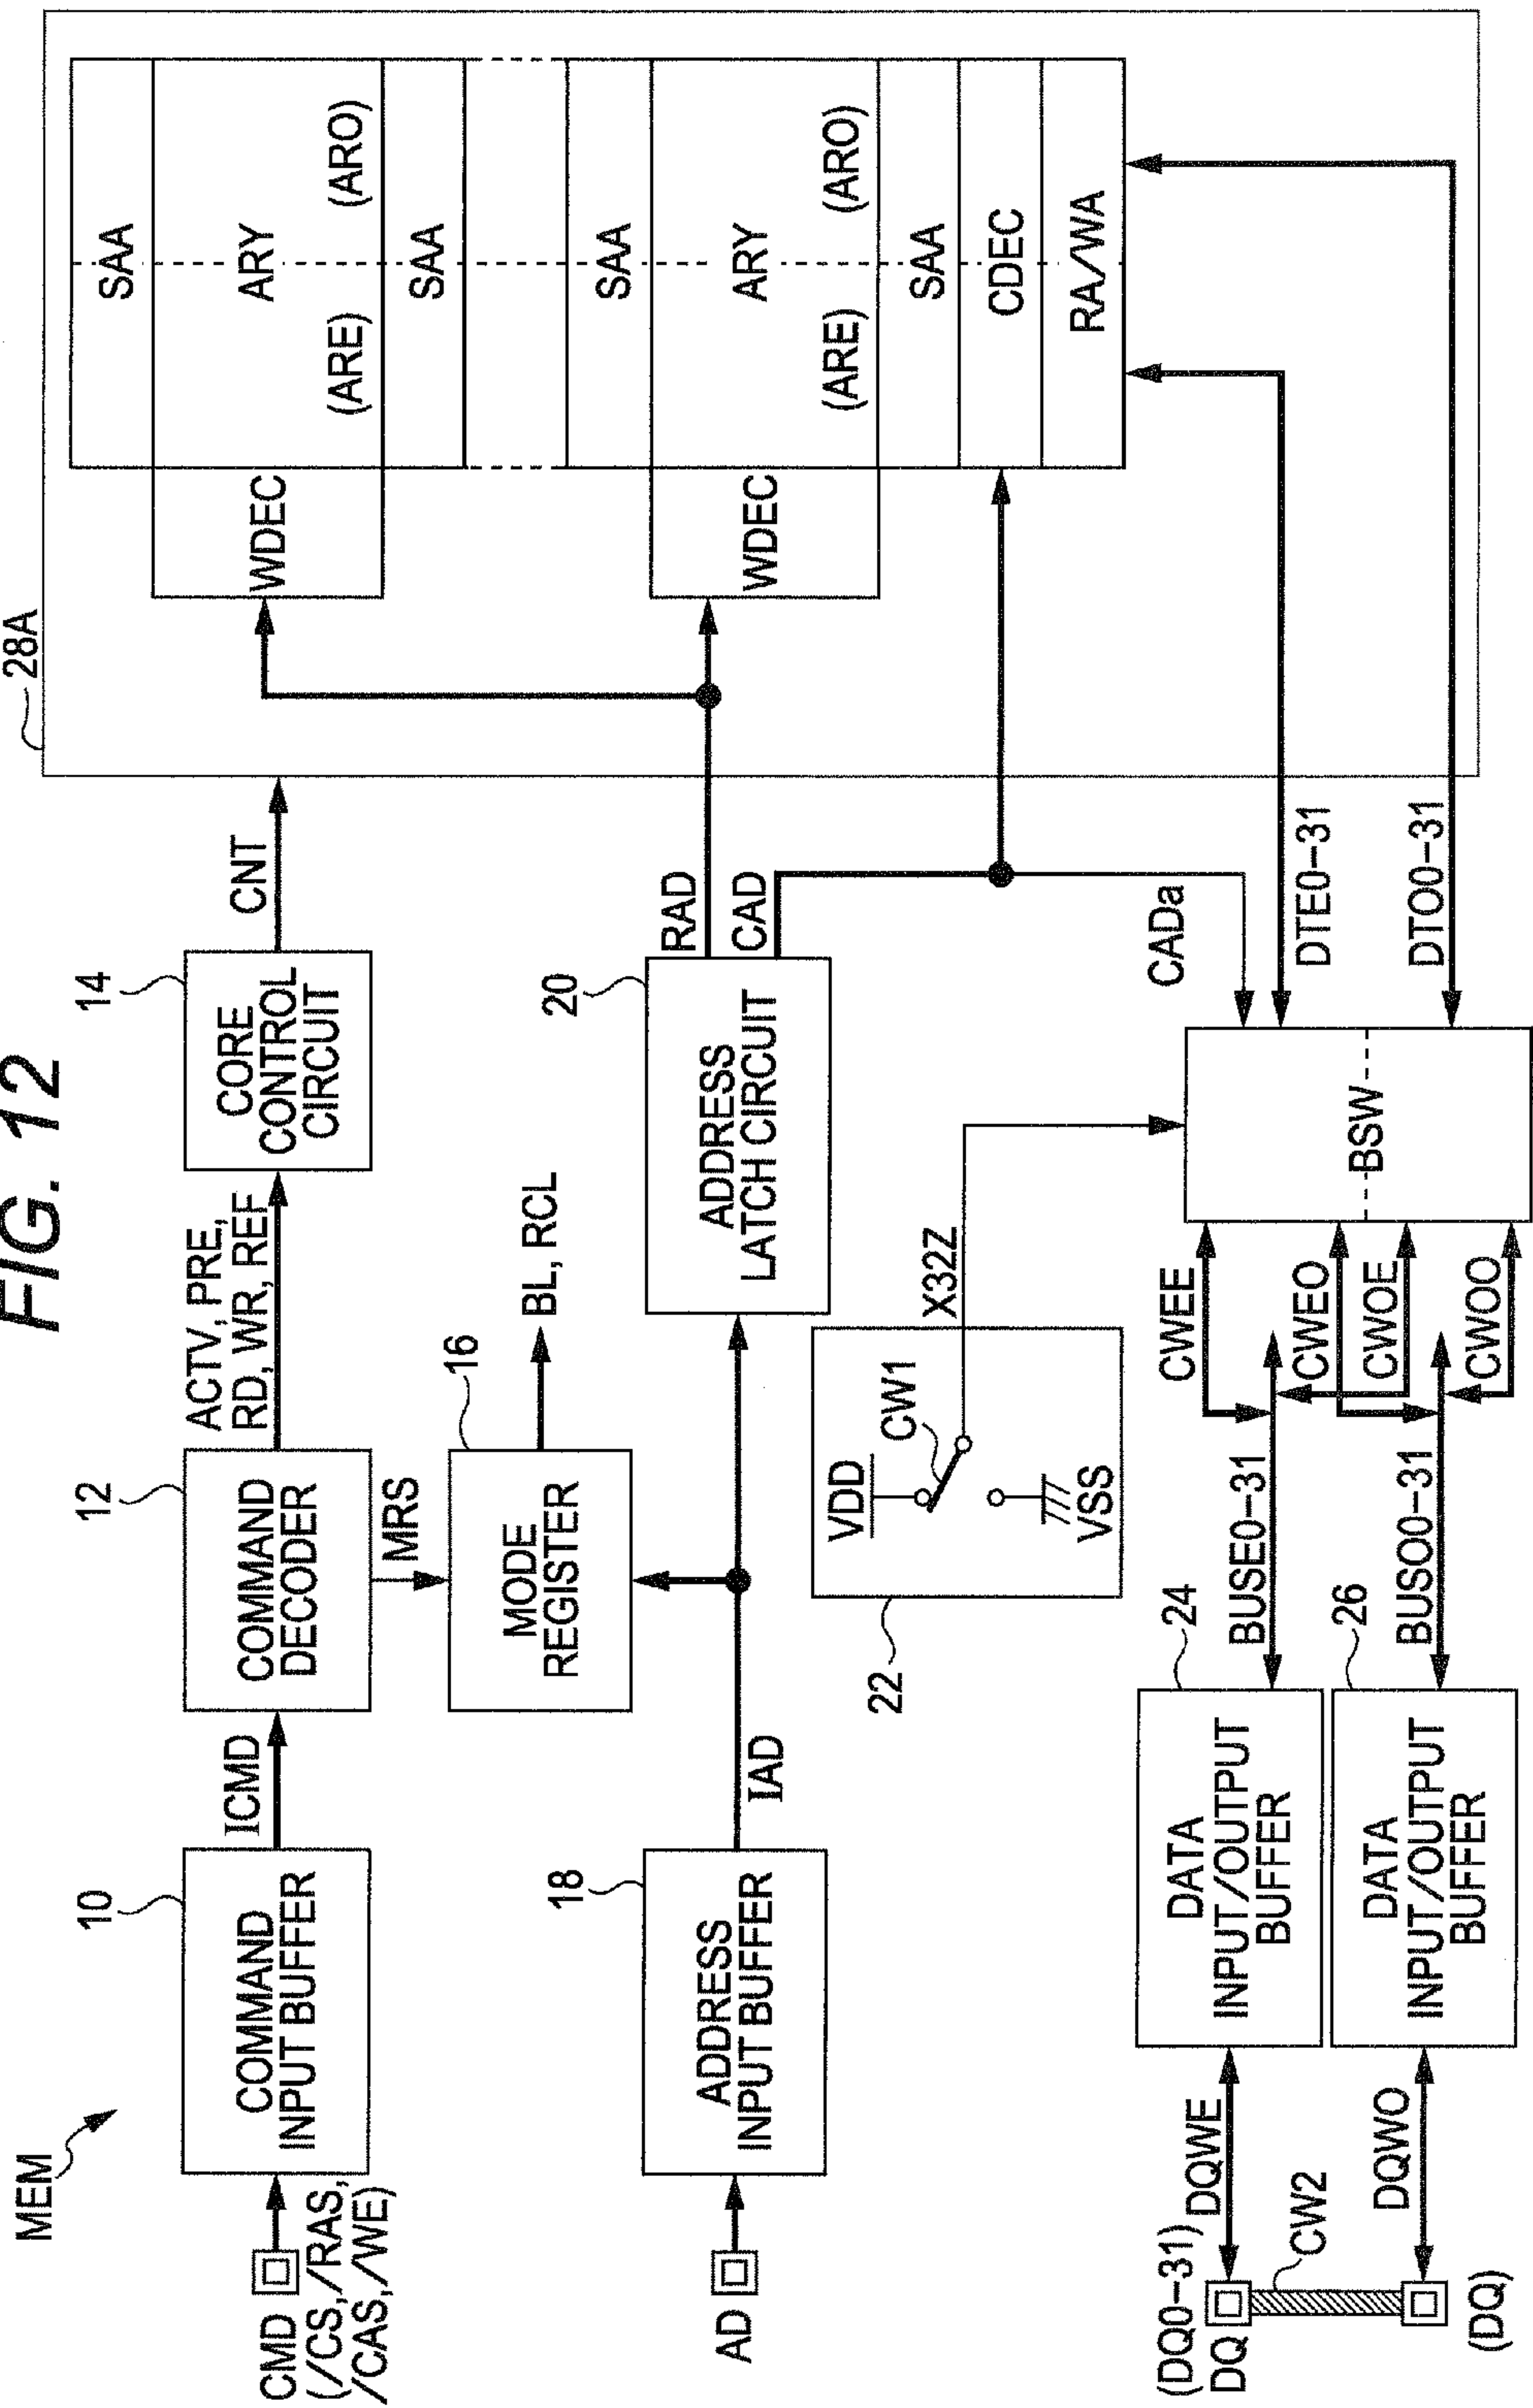 FIG. 12
MEM
CMD
(/CS,/RAS,
/CAS,/WE)
10
COMMAND
INPUT BUFFER
ICMD
12
COMMAND
DECODER
ACTV, PRE,
RD, WR, REF
14
CORE
CONTROL
CIRCUIT
CNT
28A
MRS
16
MODE
REGISTER
BL, RCL
AD
18
ADDRESS
INPUT BUFFER
IAD
20
ADDRESS
LATCH CIRCUIT
RAD
CAD
CADa
22
VDD
CW1
VSS
X32Z
WDEC
SAA
ARY
(ARE)
(ARO)
SAA
WDEC
SAA
ARY
(ARE)
(ARO)
SAA
CDEC
RA/WA
(DQ0-31)
DQ
DQWE
24
DATA
INPUT/OUTPUT
BUFFER
BUSE0-31
CWEE
CWEO
CWOE
CWOO
BSW
DTE0-31
DTO0-31
CW2
(DQ)
DQWO
26
DATA
INPUT/OUTPUT
BUFFER
BUSO0-31